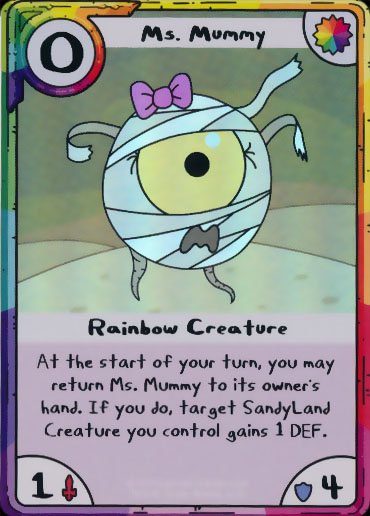 0
Ms. Mummy
Rainbow Creature
At the start of your turn, you may
return Ms. Mummy to its owner's
hand. If you do, target SandyLand
Creature you control gains 1 DEF.
1
4